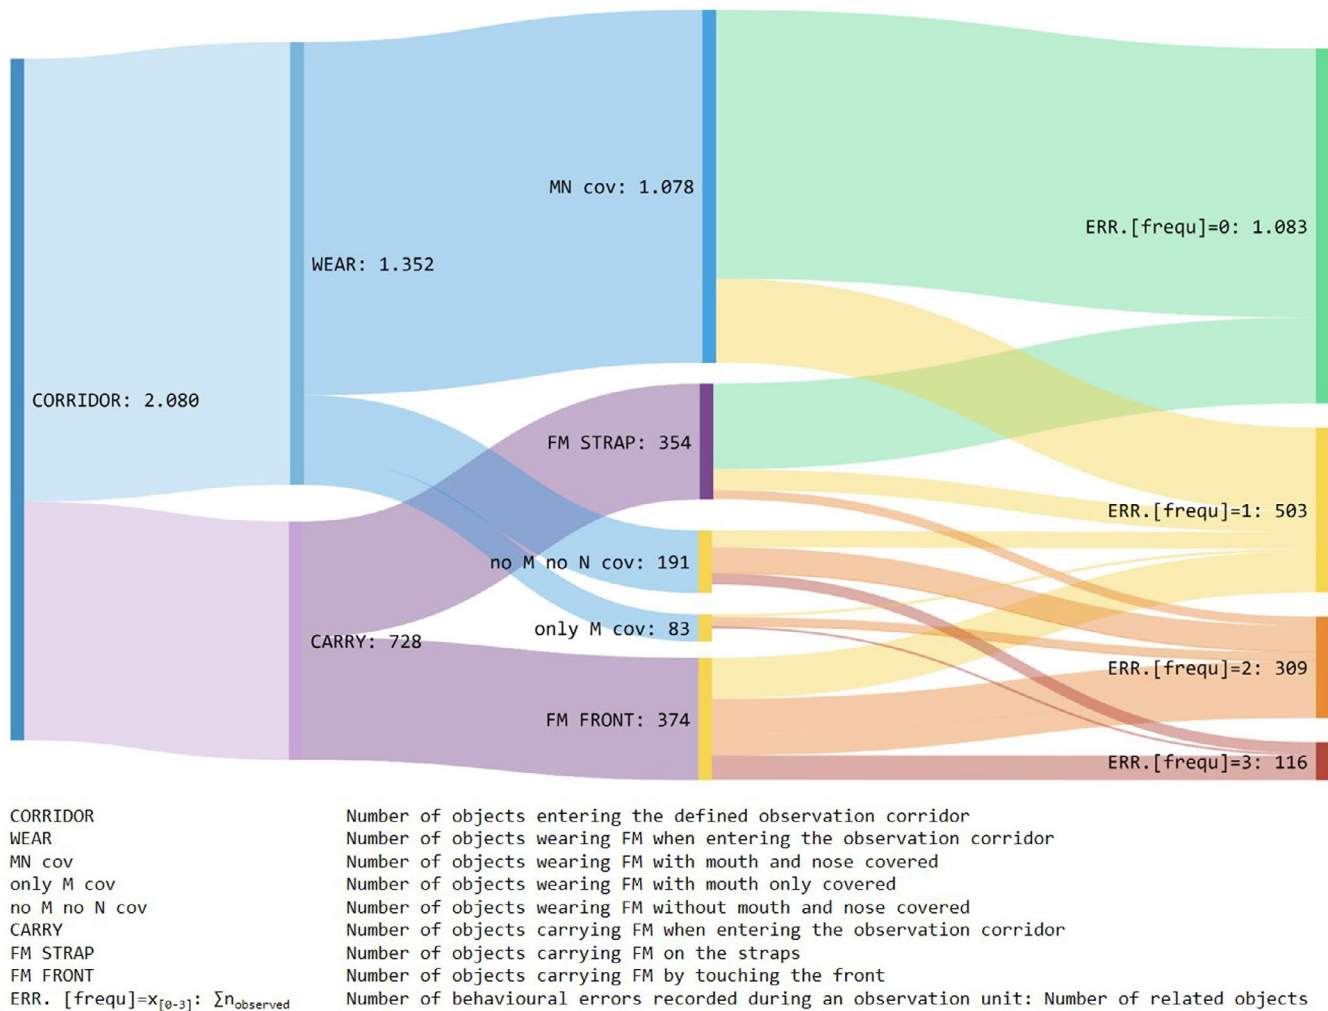 MN cov: 1.078
ERR.[frequ]=0: 1.083
WEAR: 1.352
CORRIDOR: 2.080
FM STRAP: 354
ERR.[frequ]=1: 503
no M no N cov: 191
only M cov: 83
CARRY: 728
ERR.[frequ]=2: 309
FM FRONT: 374
ERR.[frequ]=3: 116
CORRIDOR Number of objects entering the defined observation corridor
WEAR Number of objects wearing FM when entering the observation corridor
MN cov Number of objects wearing FM with mouth and nose covered
only M cov Number of objects wearing FM with mouth only covered
no M no N cov Number of objects wearing FM without mouth and nose covered
CARRY Number of objects carrying FM when entering the observation corridor
FM STRAP Number of objects carrying FM on the straps
FM FRONT Number of objects carrying FM by touching the front
ERR. [frequ]=x[0-3]: Σnobserved Number of behavioural errors recorded during an observation unit: Number of related objects